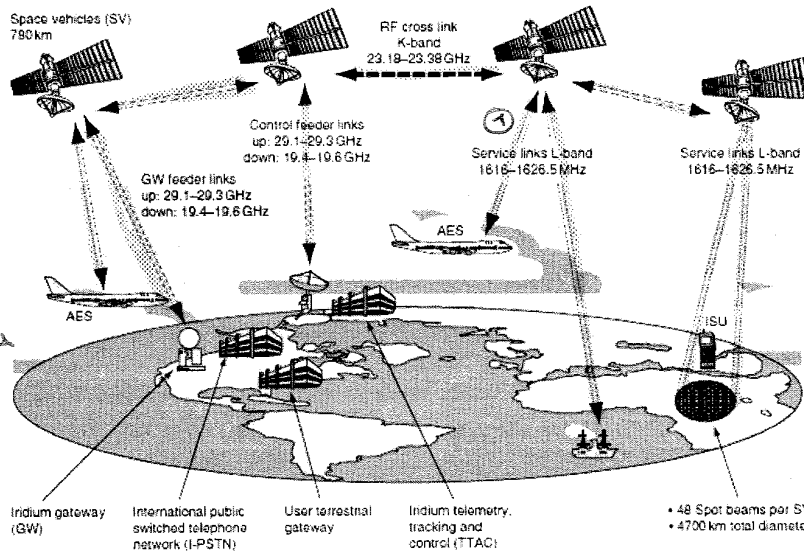 Space vehicles (SV)
780 km
RF cross link
K-band
23.18–23.38 GHz
Control feeder links
up: 29.1–29.3 GHz
down: 19.4–19.6 GHz
GW feeder links
up: 29.1–29.3 GHz
down: 19.4–19.6 GHz
Service links L-band
1616–1626.5 MHz
Service links L-band
1616–1626.5 MHz
AES
AES
ISU
Iridium gateway
(GW)
International public
switched telephone
network (I-PSTN)
User terrestrial
gateway
Iridium telemetry,
tracking and
control (TTAC)
• 48 Spot beams per
• 4700 km total